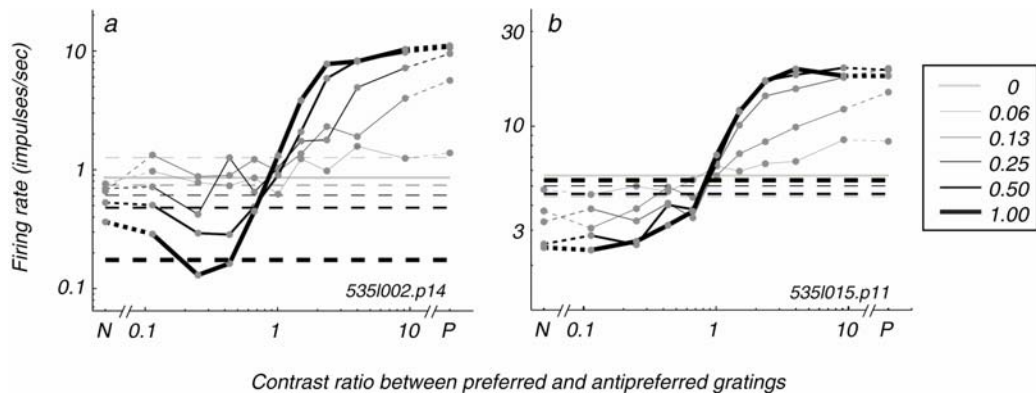 a
b
Firing rate (impulses/sec)
10
1
0.1
30
10
3
535l002.p14
535l015.p11
N
0.1
1
10
P
N
0.1
1
10
P
Contrast ratio between preferred and antipreferred gratings
0
0.06
0.13
0.25
0.50
1.00